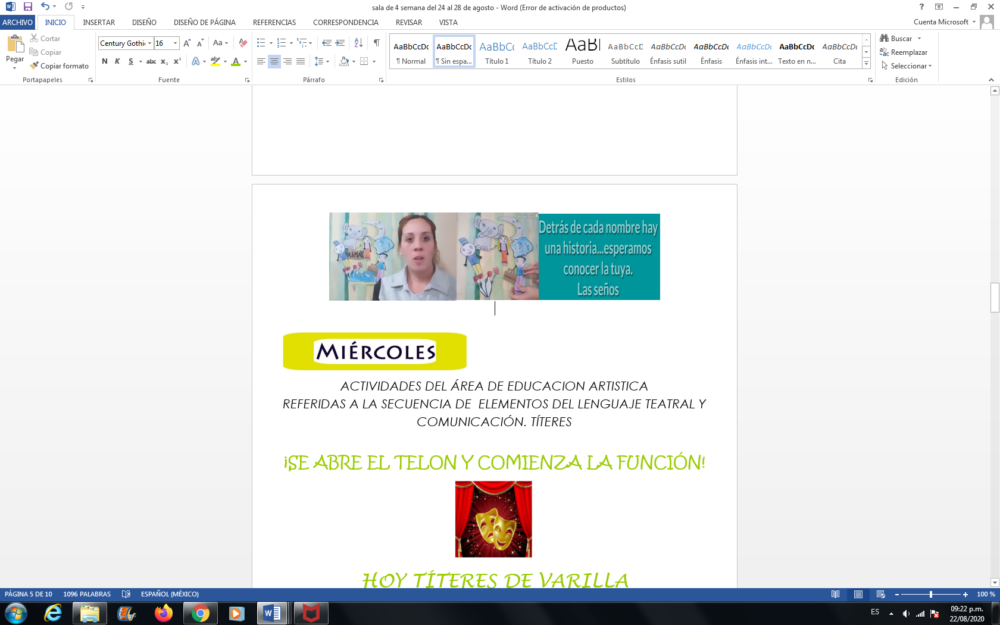 sala de 4 semana del 24 al 28 de agosto - Word (Error de activación de productos)
ARCHIVO INICIO INSERTAR DISEÑO DISEÑO DE PÁGINA REFERENCIAS CORRESPONDENCIA REVISAR VISTA Cuenta Microsoft
Pegar
Cortar
Copiar
Copiar formato
Portapapeles
Century Gothi 16
N K S abc x₂ x²
Fuente
Párrafo
AaBbCcDc AaBbCcDc AaBbCc AaBbCcD AaB AaBbCcD AaBbCcDc AaBbCcDc AaBbCcDc AaBbCcDc AaBbCcDc
¶ Normal ¶ Sin espa... Título 1 Título 2 Puesto Subtítulo Énfasis sutil Énfasis Énfasis int... Texto en n... Cita
Estilos
Buscar
Reemplazar
Seleccionar
Edición
ANIMAX
Detrás de cada nombre hay
una historia...esperamos
conocer la tuya.
Las seños
MIÉRCOLES
ACTIVIDADES DEL ÁREA DE EDUCACION ARTISTICA
REFERIDAS A LA SECUENCIA DE ELEMENTOS DEL LENGUAJE TEATRAL Y
COMUNICACIÓN. TÍTERES
¡SE ABRE EL TELON Y COMIENZA LA FUNCIÓN!
HOY TÍTERES DE VARILLA
PÁGINA 5 DE 10 1096 PALABRAS ESPAÑOL (MÉXICO) 100 %
ES
09:22 p.m.
22/08/2020